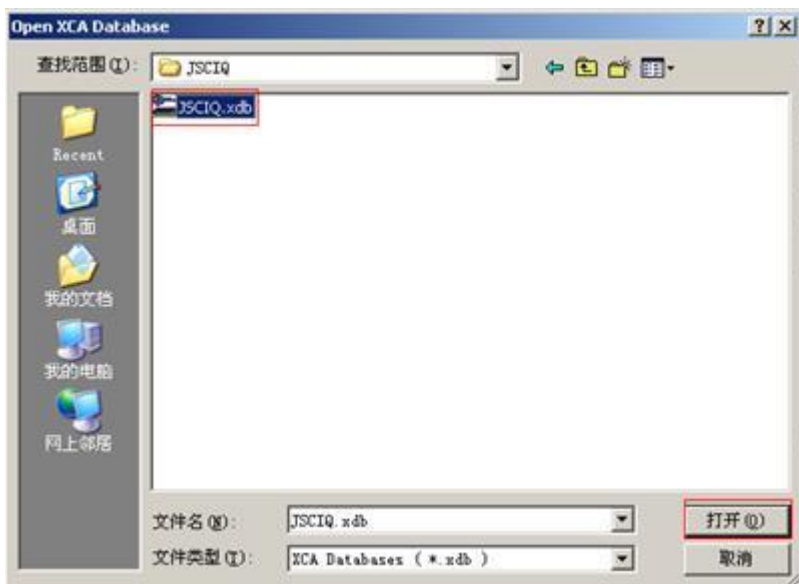 Open XCA Database
查找范围(I):
JSCIQ
JSCIQ.xdb
Recent
桌面
我的文档
我的电脑
网上邻居
文件名(N):
JSCIQ.xdb
打开(O)
文件类型(T):
XCA Databases ( *.xdb )
取消